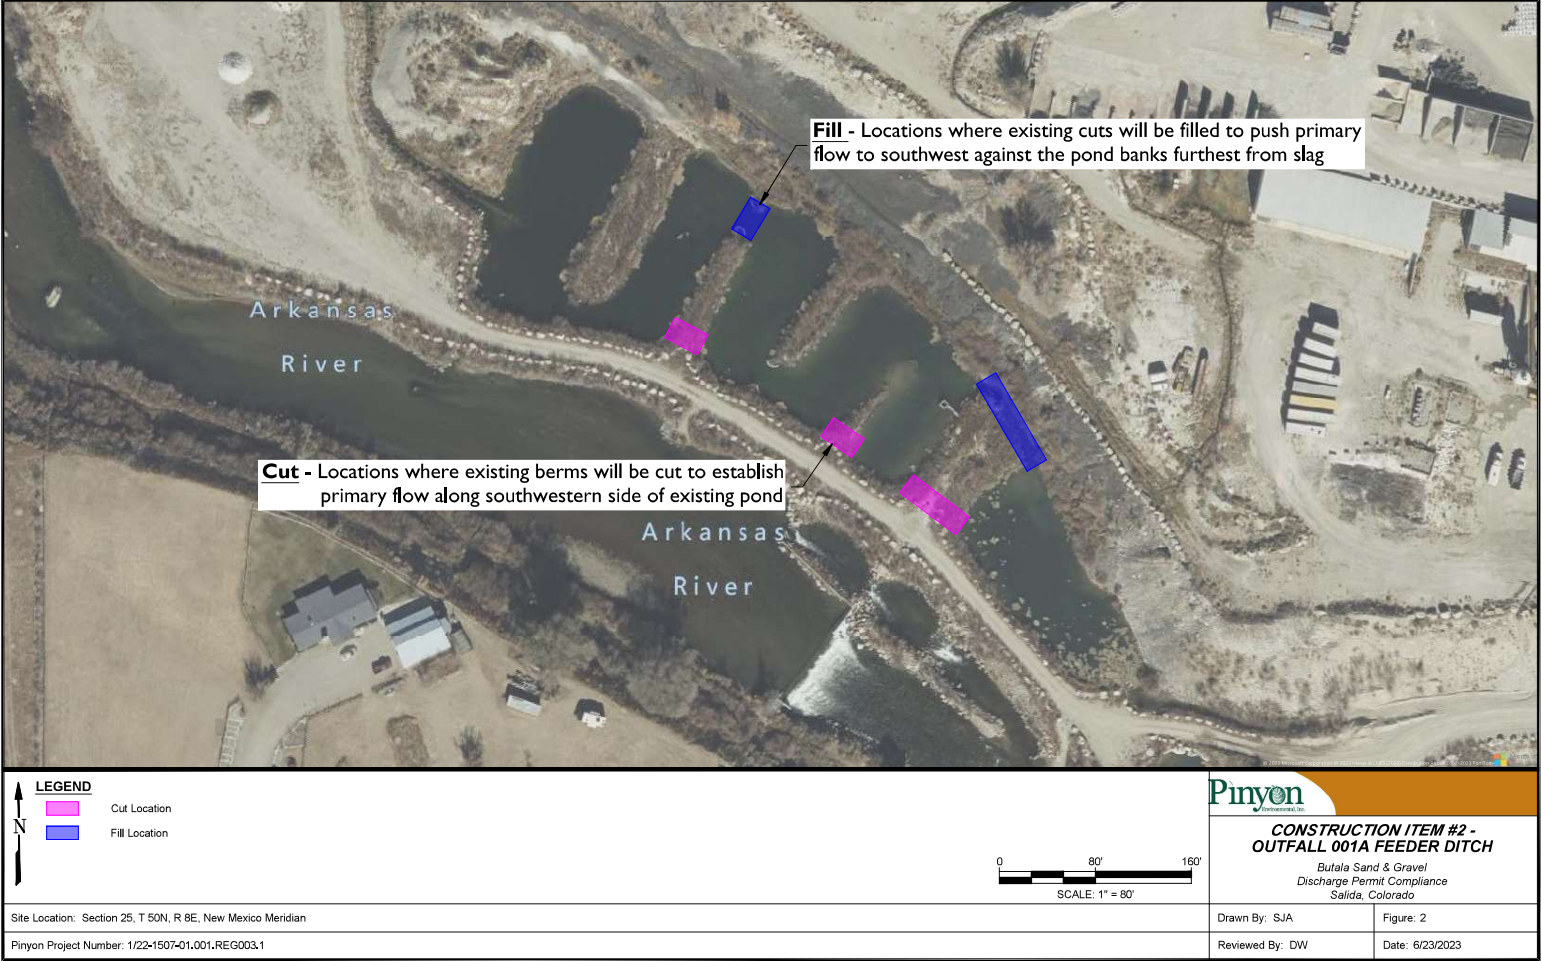 Fill - Locations where existing cuts will be filled to push primary
flow to southwest against the pond banks furthest from slag
Arkansas
River
Cut - Locations where existing berms will be cut to establish
primary flow along southwestern side of existing pond
Arkansas
River
LEGEND
Cut Location
Fill Location
N
0 80' 160'
SCALE: 1" = 80'
Pinyon
Environmental, Inc.
CONSTRUCTION ITEM #2 -
OUTFALL 001A FEEDER DITCH
Butala Sand & Gravel
Discharge Permit Compliance
Salida, Colorado
Site Location: Section 25, T 50N, R 8E, New Mexico Meridian
Drawn By: SJA
Figure: 2
Pinyon Project Number: 1/22-1507-01.001.REG003.1
Reviewed By: DW
Date: 6/23/2023